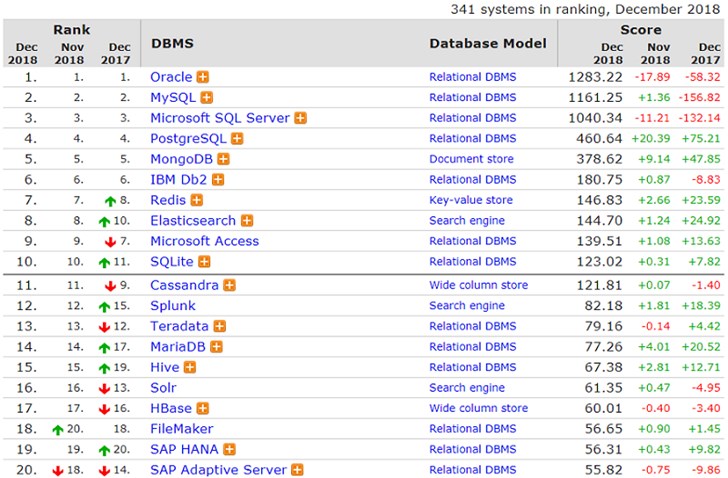 341 systems in ranking, December 2018
Rank DBMS Database Model Score
Dec 2018 Nov 2018 Dec 2017 Dec 2018 Nov 2018 Dec 2017
1. 1. 1. Oracle + Relational DBMS 1283.22 -17.89 -58.32
2. 2. 2. MySQL + Relational DBMS 1161.25 +1.36 -156.82
3. 3. 3. Microsoft SQL Server + Relational DBMS 1040.34 -11.21 -132.14
4. 4. 4. PostgreSQL + Relational DBMS 460.64 +20.39 +75.21
5. 5. 5. MongoDB + Document store 378.62 +9.14 +47.85
6. 6. 6. IBM Db2 + Relational DBMS 180.75 +0.87 -8.83
7. 7. ↑ 8. Redis + Key-value store 146.83 +2.66 +23.59
8. 8. ↑ 10. Elasticsearch + Search engine 144.70 +1.24 +24.92
9. 9. ↓ 7. Microsoft Access Relational DBMS 139.51 +1.08 +13.63
10. 10. ↑ 11. SQLite + Relational DBMS 123.02 +0.31 +7.82
11. 11. ↓ 9. Cassandra + Wide column store 121.81 +0.07 -1.40
12. 12. ↑ 15. Splunk Search engine 82.18 +1.81 +18.39
13. 13. ↓ 12. Teradata + Relational DBMS 79.16 -0.14 +4.42
14. 14. ↑ 17. MariaDB + Relational DBMS 77.26 +4.01 +20.52
15. 15. ↑ 19. Hive + Relational DBMS 67.38 +2.81 +12.71
16. 16. ↓ 13. Solr Search engine 61.35 +0.47 -4.95
17. 17. ↓ 16. HBase + Wide column store 60.01 -0.40 -3.40
18. ↑ 20. 18. FileMaker Relational DBMS 56.65 +0.90 +1.45
19. 19. ↑ 20. SAP HANA + Relational DBMS 56.31 +0.43 +9.82
20. ↓ 18. ↓ 14. SAP Adaptive Server + Relational DBMS 55.82 -0.75 -9.86